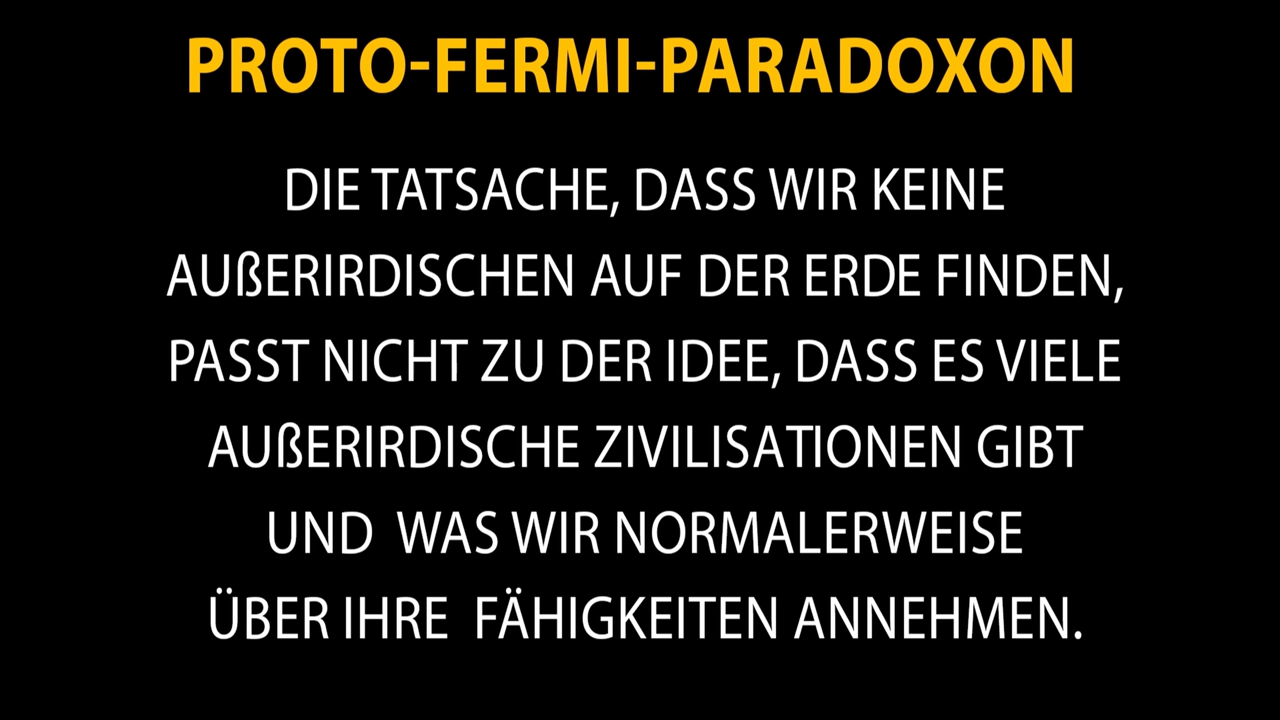 PROTO-FERMI-PARADOXON
DIE TATSACHE, DASS WIR KEINE
AUßERIRDISCHEN AUF DER ERDE FINDEN,
PASST NICHT ZU DER IDEE, DASS ES VIELE
AUßERIRDISCHE ZIVILISATIONEN GIBT
UND WAS WIR NORMALERWEISE
ÜBER IHRE FÄHIGKEITEN ANNEHMEN.